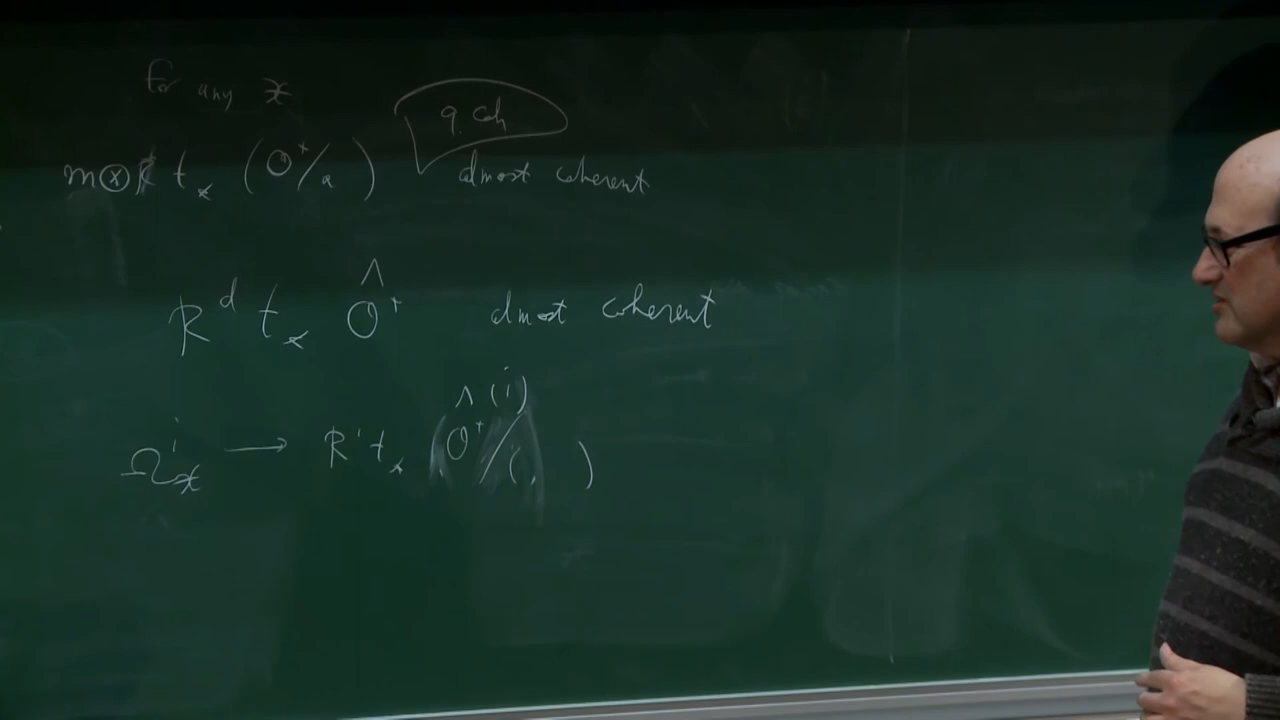 for any 𝔛
m ⊗ R t_* (O^+/a) q. coh almost coherent
R^d t_* Ô^+ almost coherent
Ω^i_𝔛 → R^i t_* (Ô^+ (i) / ( , )